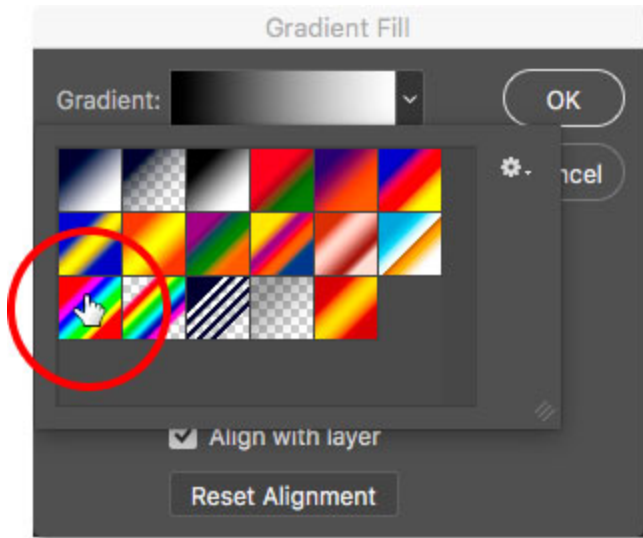 Gradient Fill
Gradient: OK
ncel
Align with layer
Reset Alignment